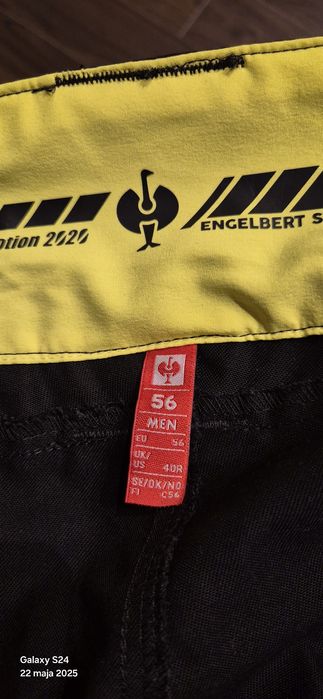 otion 2020
ENGELBERT S
56
MEN
EU 56
UK/
US 40R
SE/DK/NO
FI C56
Galaxy S24
22 maja 2025